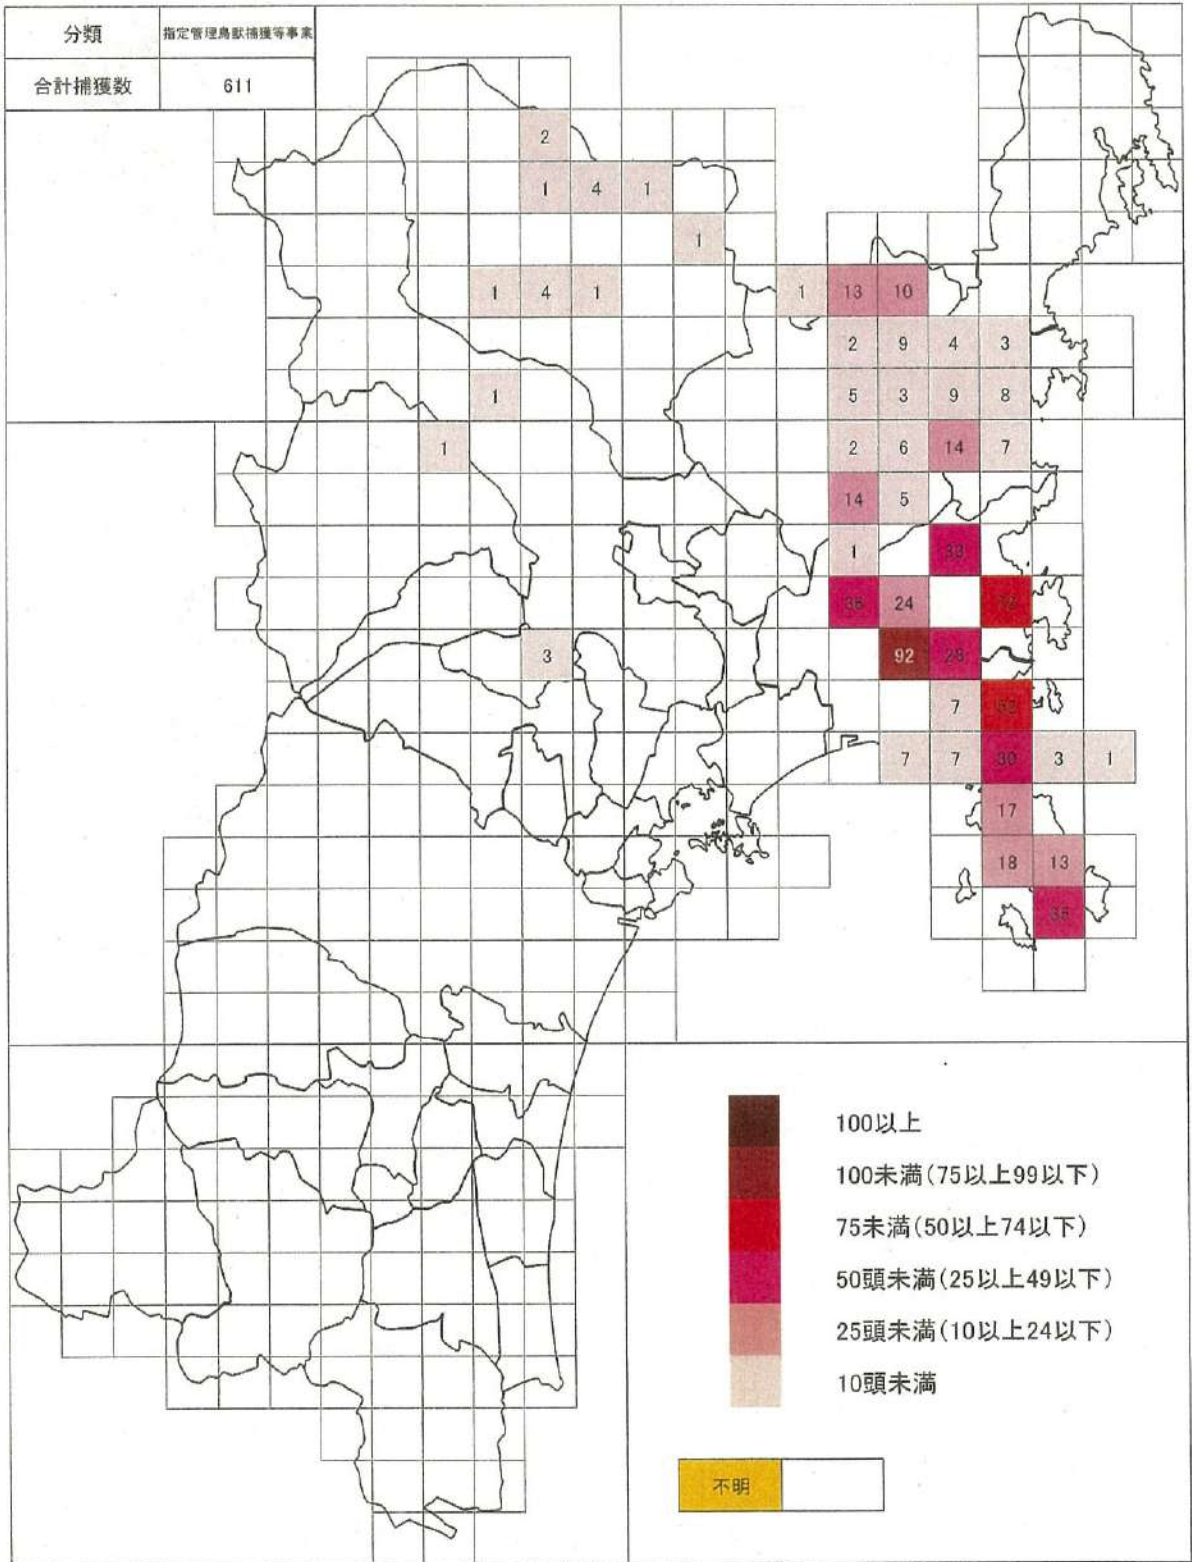 分類 指定管理鳥獣捕獲等事業
合計捕獲数 611
2
1 4 1
1
1 4 1 1 13 10
2 9 4 3
1 5 3 9 8
1 2 6 14 7
14 5
1 33
36 24 72
3 92 28
7 52
7 7 30 3 1
17
18 13
35
100以上
100未満(75以上99以下)
75未満(50以上74以下)
50頭未満(25以上49以下)
25頭未満(10以上24以下)
10頭未満
不明